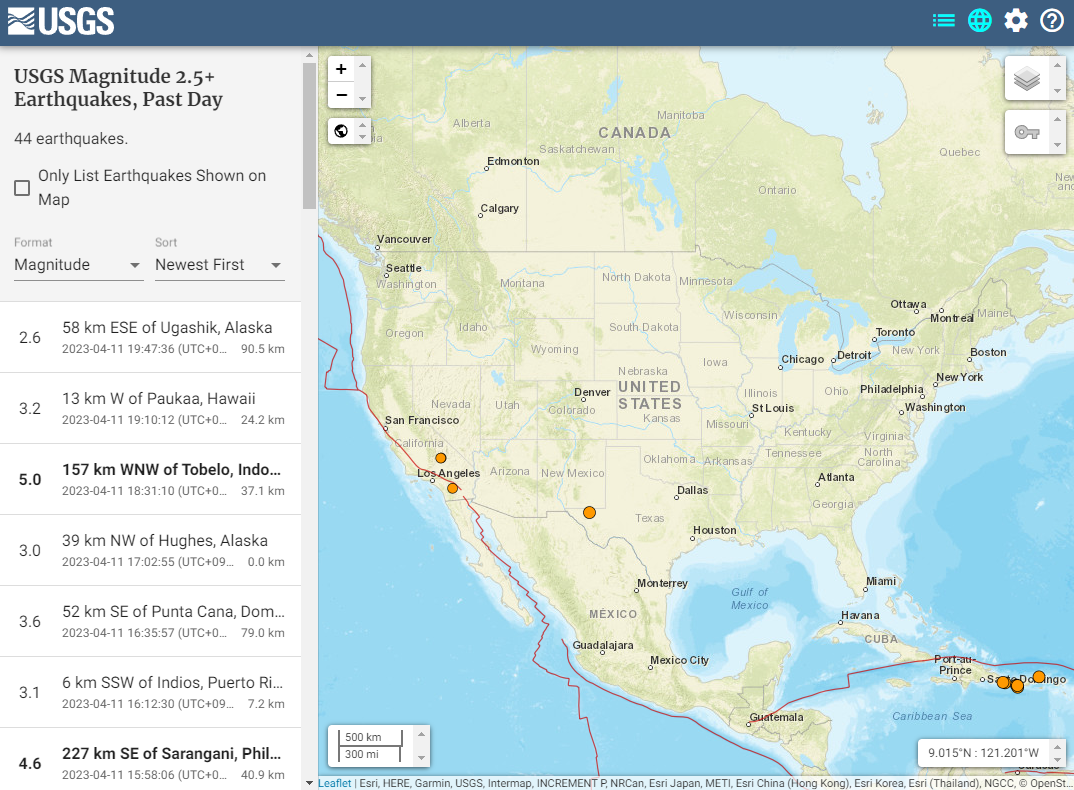 USGS
USGS Magnitude 2.5+
Earthquakes, Past Day
44 earthquakes.
Only List Earthquakes Shown on
Map
Format
Sort
Magnitude
Newest First
2.6
58 km ESE of Ugashik, Alaska
2023-04-11 19:47:36 (UTC+0...
90.5 km
3.2
13 km W of Paukaa, Hawaii
2023-04-11 19:10:12 (UTC+0...
24.2 km
5.0
157 km WNW of Tobelo, Indo...
2023-04-11 18:31:10 (UTC+0...
37.1 km
3.0
39 km NW of Hughes, Alaska
2023-04-11 17:02:55 (UTC+09...
0.0 km
3.6
52 km SE of Punta Cana, Dom...
2023-04-11 16:35:57 (UTC+0...
79.0 km
3.1
6 km SSW of Indios, Puerto Ri...
2023-04-11 16:12:30 (UTC+09...
7.2 km
4.6
227 km SE of Sarangani, Phil...
2023-04-11 15:58:06 (UTC+0...
40.9 km
+
−
Alberta
Manitoba
CANADA
Saskatchewan
Quebec
Edmonton
Ontario
Calgary
Vancouver
Seattle
Washington
Montana
North Dakota
Minnesota
Ottawa
Montreal
Maine
Wisconsin
Oregon
Idaho
South Dakota
Toronto
Wyoming
New York
Boston
Iowa
Chicago
Detroit
Nebraska
New York
Nevada
Utah
Denver
Colorado
UNITED
STATES
Kansas
Illinois
Ohio
Philadelphia
St Louis
Washington
San Francisco
Missouri
Kentucky
Virginia
California
Oklahoma
Arkansas
Tennessee
North
Carolina
Los Angeles
Arizona
New Mexico
Atlanta
Dallas
Georgia
Texas
Houston
Monterrey
Miami
Gulf of
Mexico
MÉXICO
Havana
CUBA
Guadalajara
Mexico City
Port-au-
Prince
Santo Domingo
Guatemala
Caribbean Sea
500 km
300 mi
9.015°N : 121.201°W
Caracas
Leaflet | Esri, HERE, Garmin, USGS, Intermap, INCREMENT P, NRCan, Esri Japan, METI, Esri China (Hong Kong), Esri Korea, Esri (Thailand), NGCC, © OpenSt...